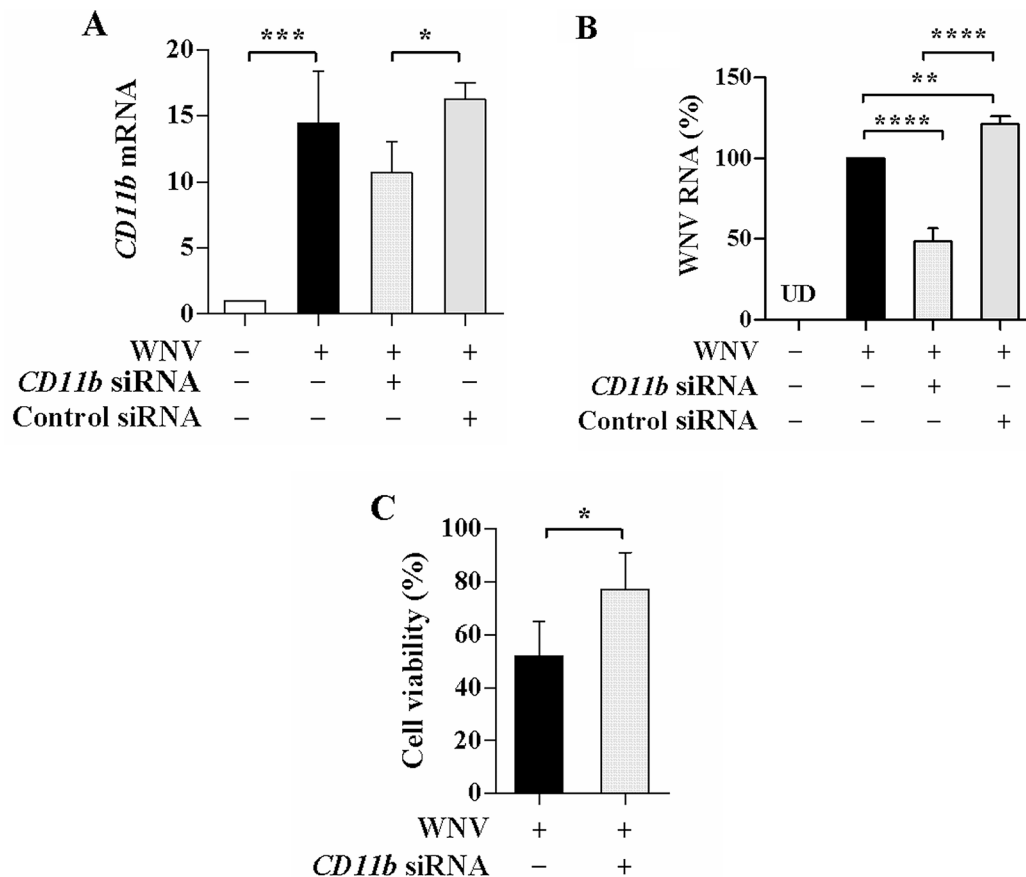 A
***
*
20
15
10
5
0
CD11b mRNA
WNV – + + +
CD11b siRNA – – + –
Control siRNA – – – +
B
****
**
****
150
100
50
0
WNV RNA (%)
UD
WNV – + + +
CD11b siRNA – – + –
Control siRNA – – – +
C
*
100
80
60
40
20
0
Cell viability (%)
WNV + +
CD11b siRNA – +